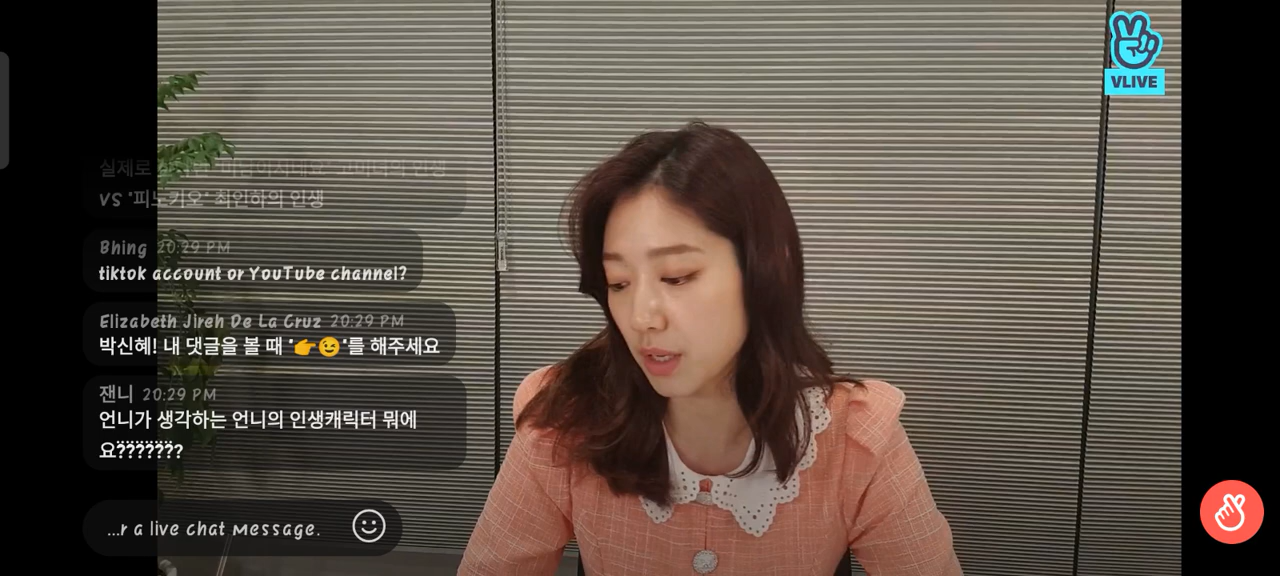 VLIVE
실제로
VS "피노키오" 최인하의 인생
Bhing 20:29 PM
tiktok account or YouTube channel?
Elizabeth Jireh De La Cruz 20:29 PM
박신혜! 내 댓글을 볼 때 "👉😉"를 해주세요
잰니 20:29 PM
언니가 생각하는 언니의 인생캐릭터 뭐에
요???????
...r a live chat message.